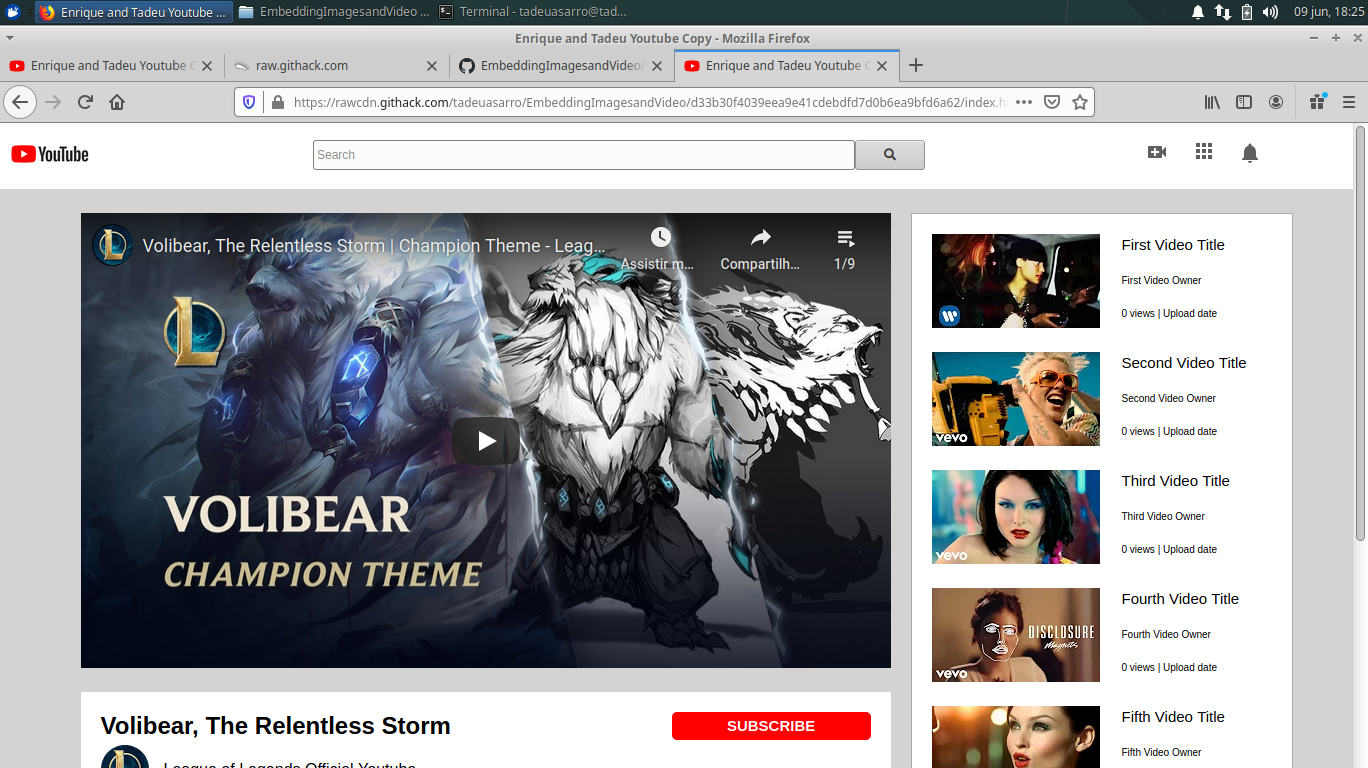 Enrique and Tadeu Youtube ...
EmbeddingImagesandVideo ...
Terminal - tadeuasarro@tad...
09 jun, 18:25
Enrique and Tadeu Youtube Copy - Mozilla Firefox
Enrique and Tadeu Youtube C
raw.githack.com
EmbeddingImagesandVideo/
Enrique and Tadeu Youtube C
https://rawcdn.githack.com/tadeuasarro/EmbeddingImagesandVideo/d33b30f4039eea9e41cdebdfd7d0b6ea9bfd6a62/index.h
YouTube
Search
Volibear, The Relentless Storm | Champion Theme - Leag...
Assistir m...
Compartilh...
1/9
VOLIBEAR
CHAMPION THEME
Volibear, The Relentless Storm
SUBSCRIBE
League of Legends Official Youtube
First Video Title
First Video Owner
0 views | Upload date
vevo
Second Video Title
Second Video Owner
0 views | Upload date
vevo
Third Video Title
Third Video Owner
0 views | Upload date
DISCLOSURE
Magnets
vevo
Fourth Video Title
Fourth Video Owner
0 views | Upload date
Fifth Video Title
Fifth Video Owner